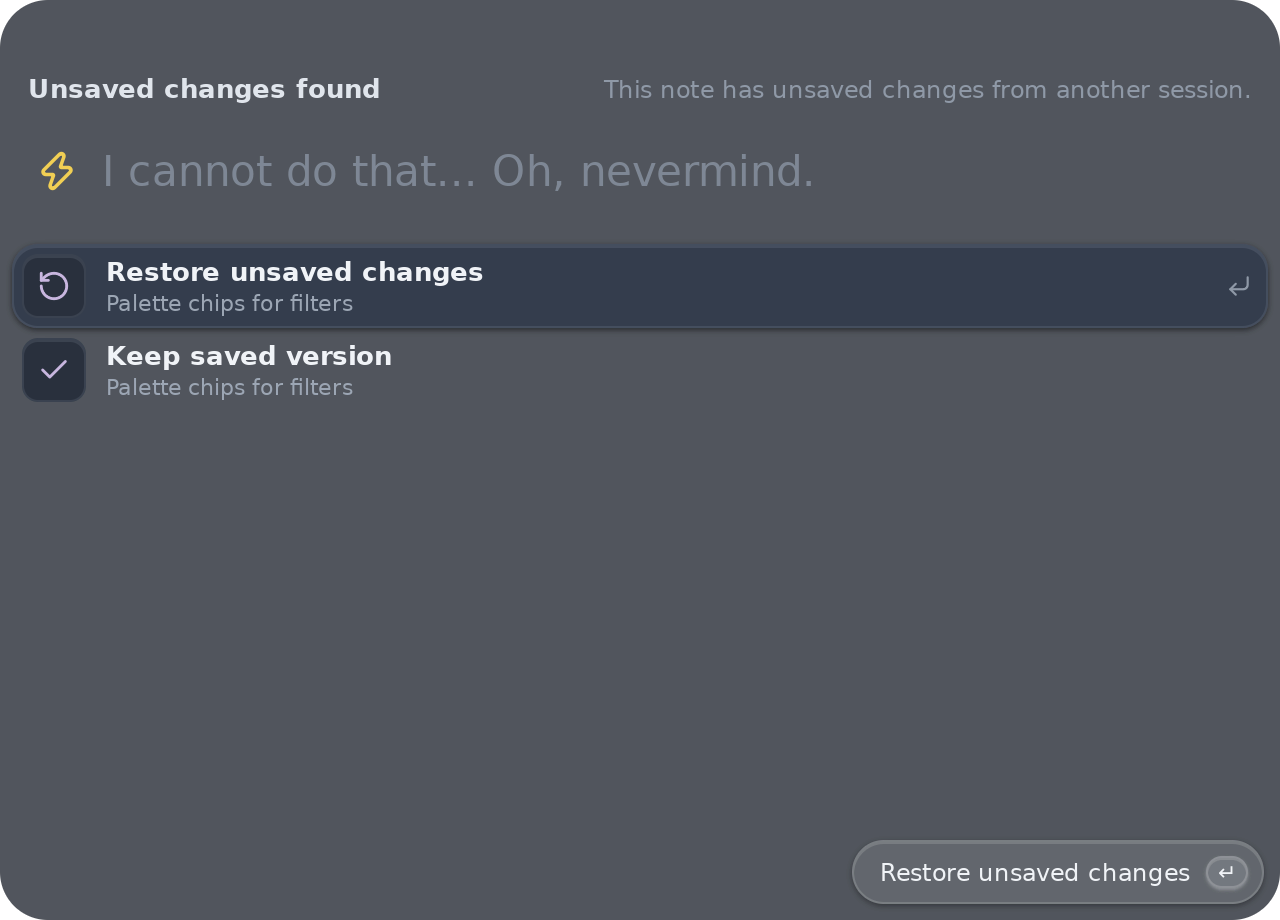 Unsaved changes found
This note has unsaved changes from another session.
I cannot do that… Oh, nevermind.
Restore unsaved changes
Palette chips for filters
Keep saved version
Palette chips for filters
Restore unsaved changes